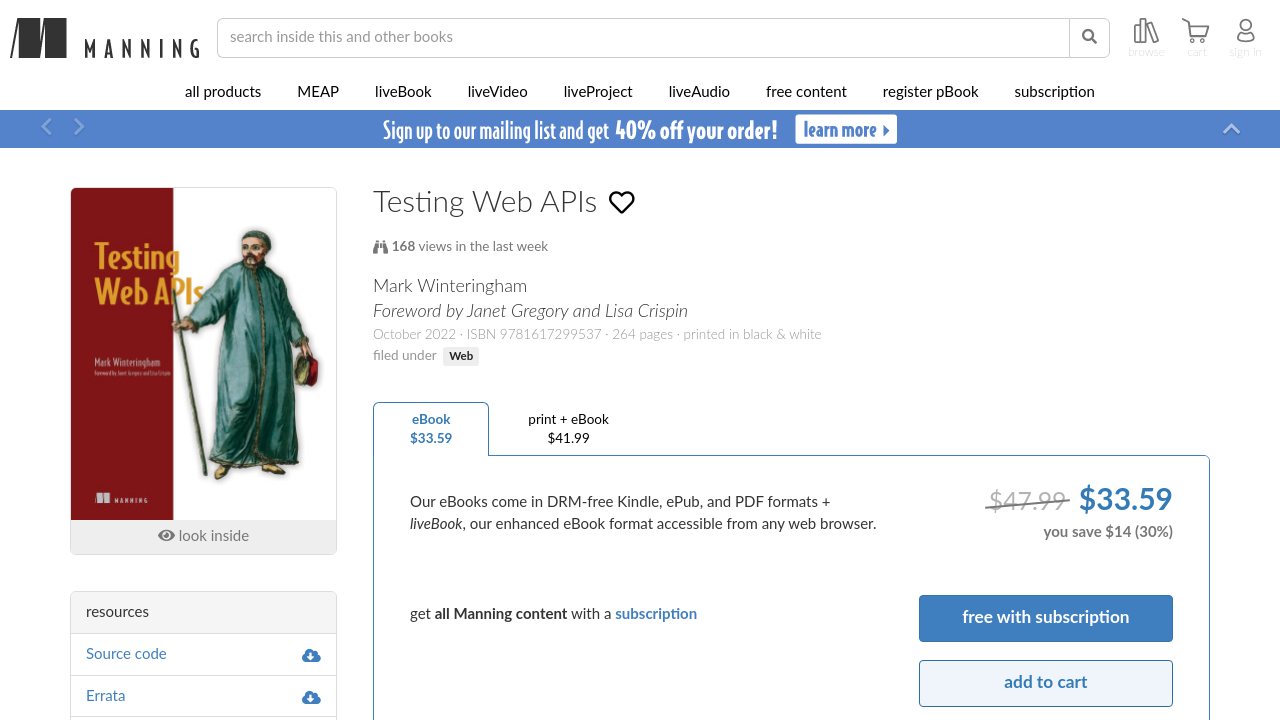 MANNING
search inside this and other books
browse
cart
sign in
all products MEAP liveBook liveVideo liveProject liveAudio free content register pBook subscription
Sign up to our mailing list and get 40% off your order! learn more
Testing
Web APIs
Mark Winteringham
Foreword by Janet Gregory and Lisa Crispin
MANNING
look inside
resources
Source code
Errata
Testing Web APIs
168 views in the last week
Mark Winteringham
Foreword by Janet Gregory and Lisa Crispin
October 2022 · ISBN 9781617299537 · 264 pages · printed in black & white
filed under Web
eBook
$33.59
print + eBook
$41.99
Our eBooks come in DRM-free Kindle, ePub, and PDF formats +
liveBook, our enhanced eBook format accessible from any web browser.
$47.99 $33.59
you save $14 (30%)
get all Manning content with a subscription
free with subscription
add to cart